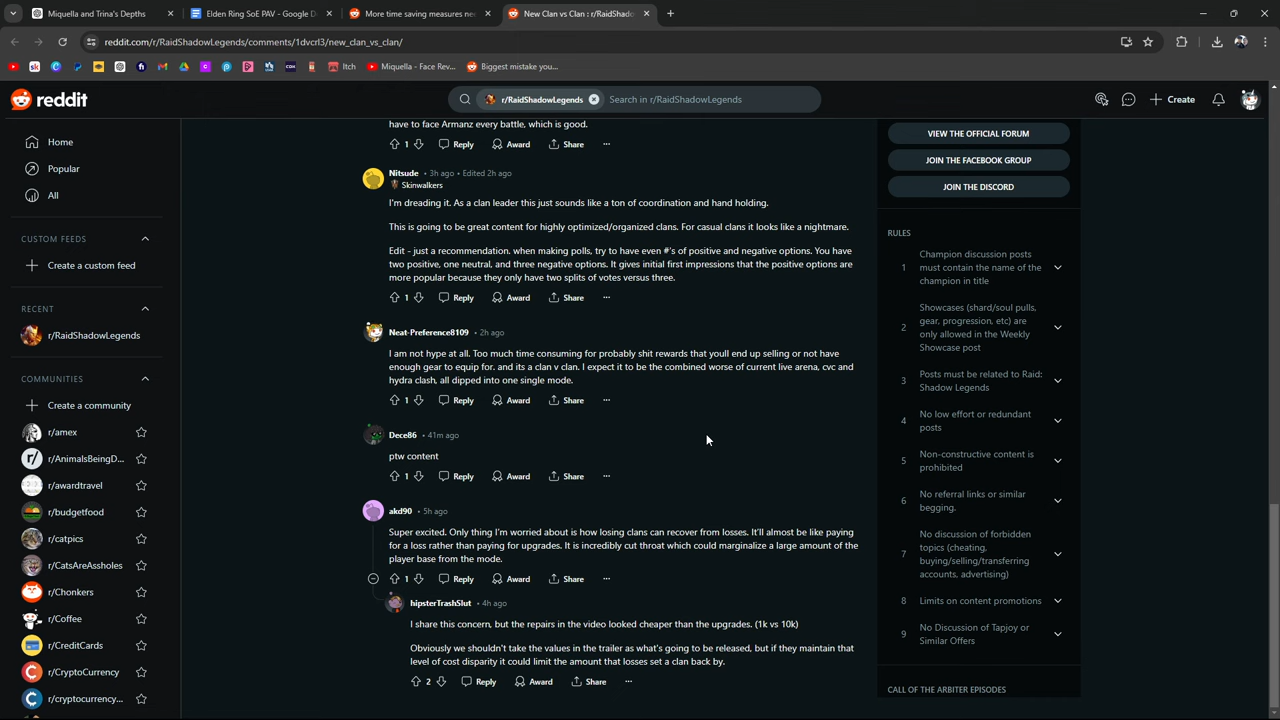 Miquella and Trina's Depths
Elden Ring SoE PAV - Google D
More time saving measures ne
New Clan vs Clan : r/RaidShado
reddit.com/r/RaidShadowLegends/comments/1dvcrl3/new_clan_vs_clan/
Itch
Miquella - Face Rev...
Biggest mistake you...
reddit
r/RaidShadowLegends
Search in r/RaidShadowLegends
Create
Home
Popular
All
CUSTOM FEEDS
Create a custom feed
RECENT
r/RaidShadowLegends
COMMUNITIES
Create a community
r/amex
r/AnimalsBeingD...
r/awardtravel
r/budgetfood
r/catpics
r/CatsAreAssholes
r/Chonkers
r/Coffee
r/CreditCards
r/CryptoCurrency
r/cryptocurrency...
have to face Armanz every battle, which is good.
1 Reply Award Share ...
Nitsude • 3h ago • Edited 2h ago
Skinwalkers
I'm dreading it. As a clan leader this just sounds like a ton of coordination and hand holding.
This is going to be great content for highly optimized/organized clans. For casual clans it looks like a nightmare.
Edit - just a recommendation. when making polls, try to have even #'s of positive and negative options. You have
two positive, one neutral, and three negative options. It gives initial first impressions that the positive options are
more popular because they only have two splits of votes versus three.
1 Reply Award Share ...
Neat-Preference8109 • 2h ago
I am not hype at all. Too much time consuming for probably shit rewards that youll end up selling or not have
enough gear to equip for. and its a clan v clan. I expect it to be the combined worse of current live arena, cvc and
hydra clash, all dipped into one single mode.
1 Reply Award Share ...
Dece86 • 41m ago
ptw content
1 Reply Award Share ...
akd90 • 5h ago
Super excited. Only thing I'm worried about is how losing clans can recover from losses. It'll almost be like paying
for a loss rather than paying for upgrades. It is incredibly cut throat which could marginalize a large amount of the
player base from the mode.
1 Reply Award Share ...
hipsterTrashSlut • 4h ago
I share this concern, but the repairs in the video looked cheaper than the upgrades. (1k vs 10k)
Obviously we shouldn't take the values in the trailer as what's going to be released, but if they maintain that
level of cost disparity it could limit the amount that losses set a clan back by.
2 Reply Award Share ...
VIEW THE OFFICIAL FORUM
JOIN THE FACEBOOK GROUP
JOIN THE DISCORD
RULES
1 Champion discussion posts
must contain the name of the
champion in title
2 Showcases (shard/soul pulls,
gear, progression, etc) are
only allowed in the Weekly
Showcase post
3 Posts must be related to Raid:
Shadow Legends
4 No low effort or redundant
posts
5 Non-constructive content is
prohibited
6 No referral links or similar
begging.
7 No discussion of forbidden
topics (cheating,
buying/selling/transferring
accounts, advertising)
8 Limits on content promotions
9 No Discussion of Tapjoy or
Similar Offers
CALL OF THE ARBITER EPISODES